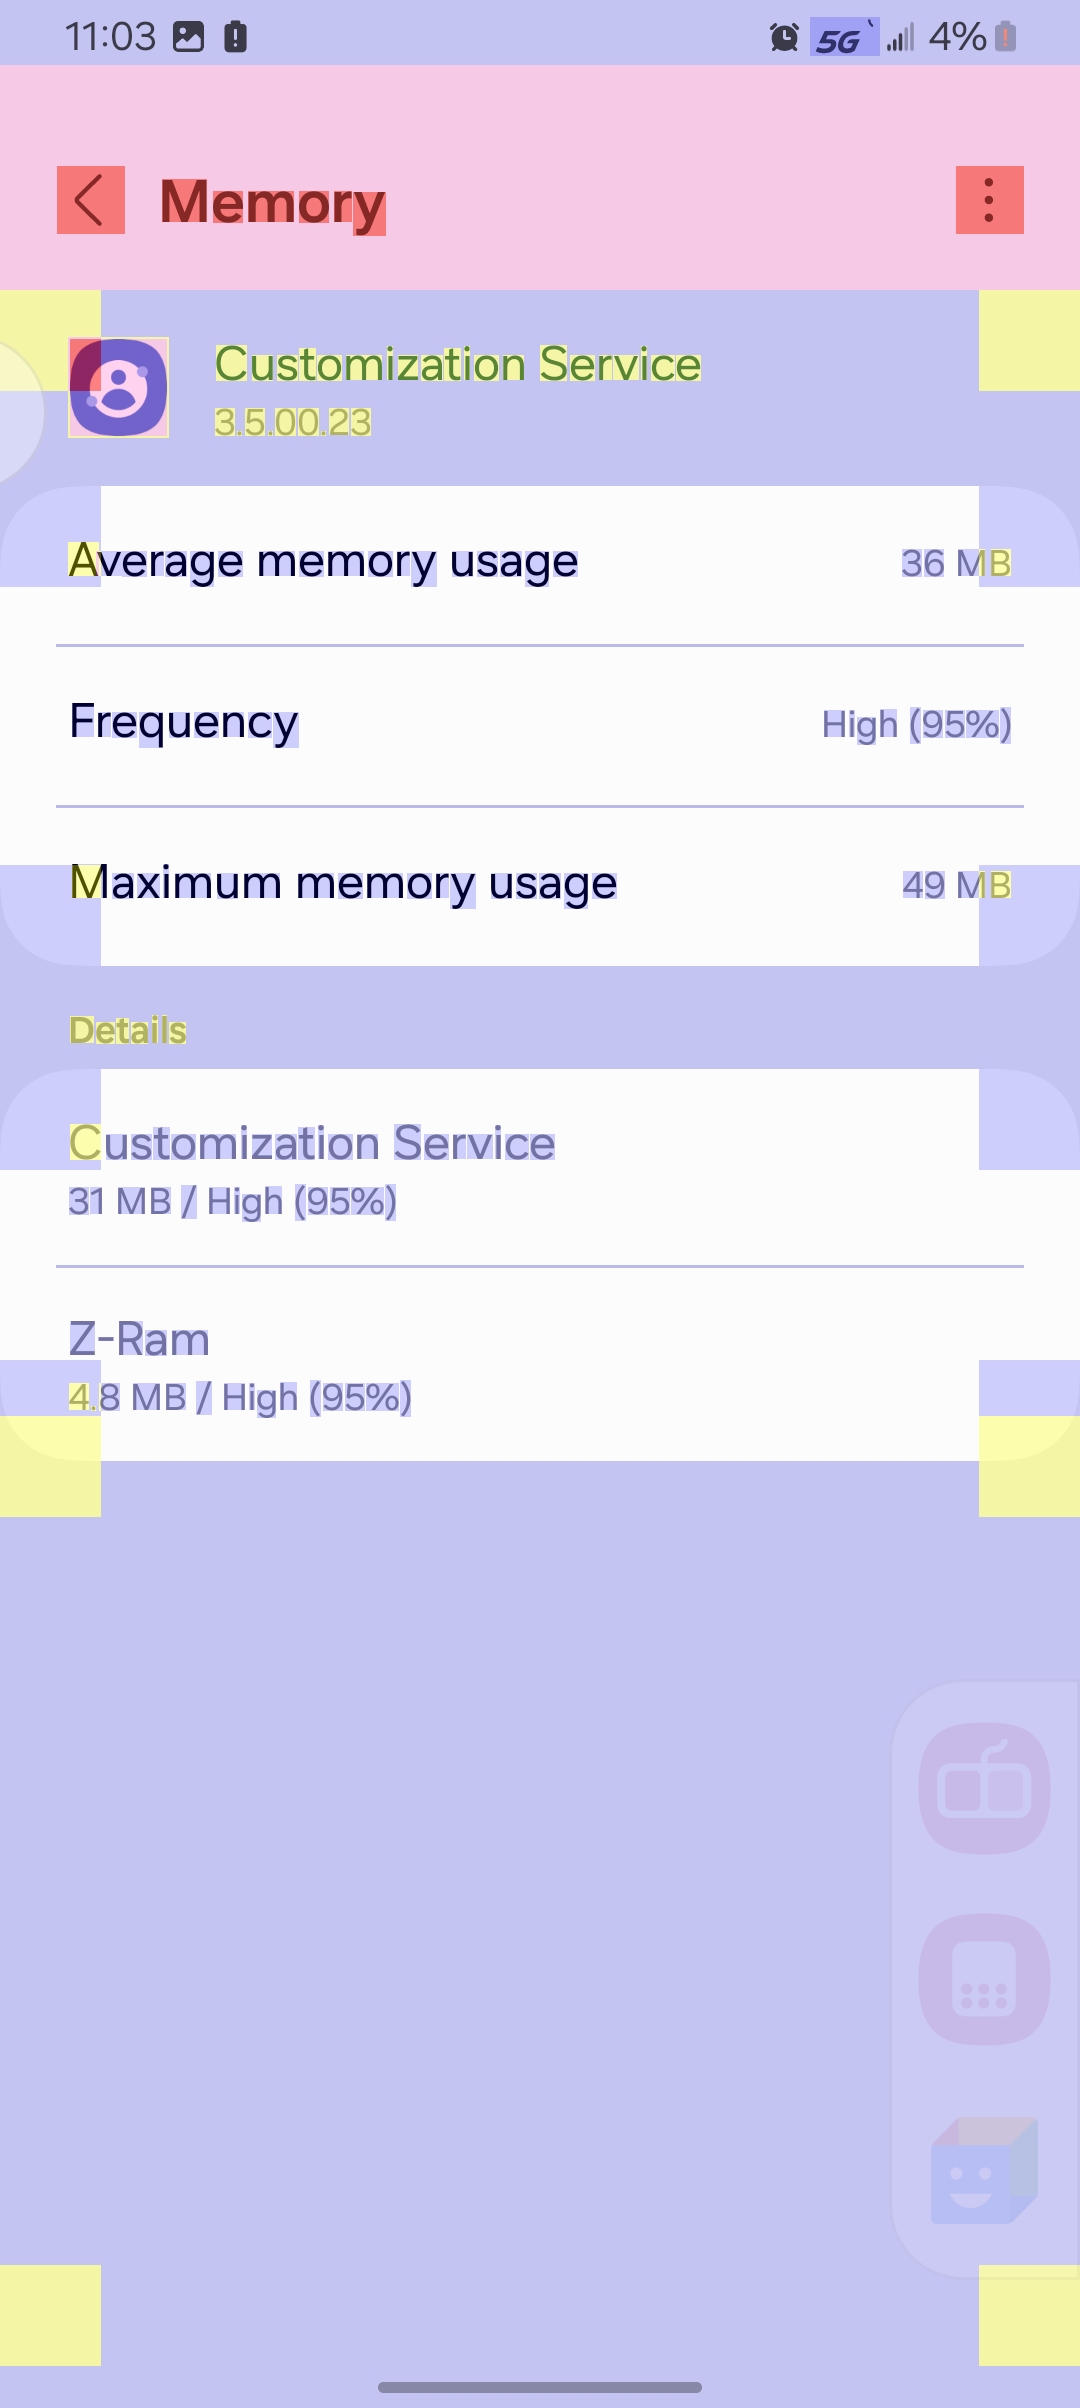 11:03 5G 4%
Memory
Customization Service
3.5.00.23
Average memory usage 36 MB
Frequency High (95%)
Maximum memory usage 49 MB
Details
Customization Service
31 MB / High (95%)
Z-Ram
4.8 MB / High (95%)